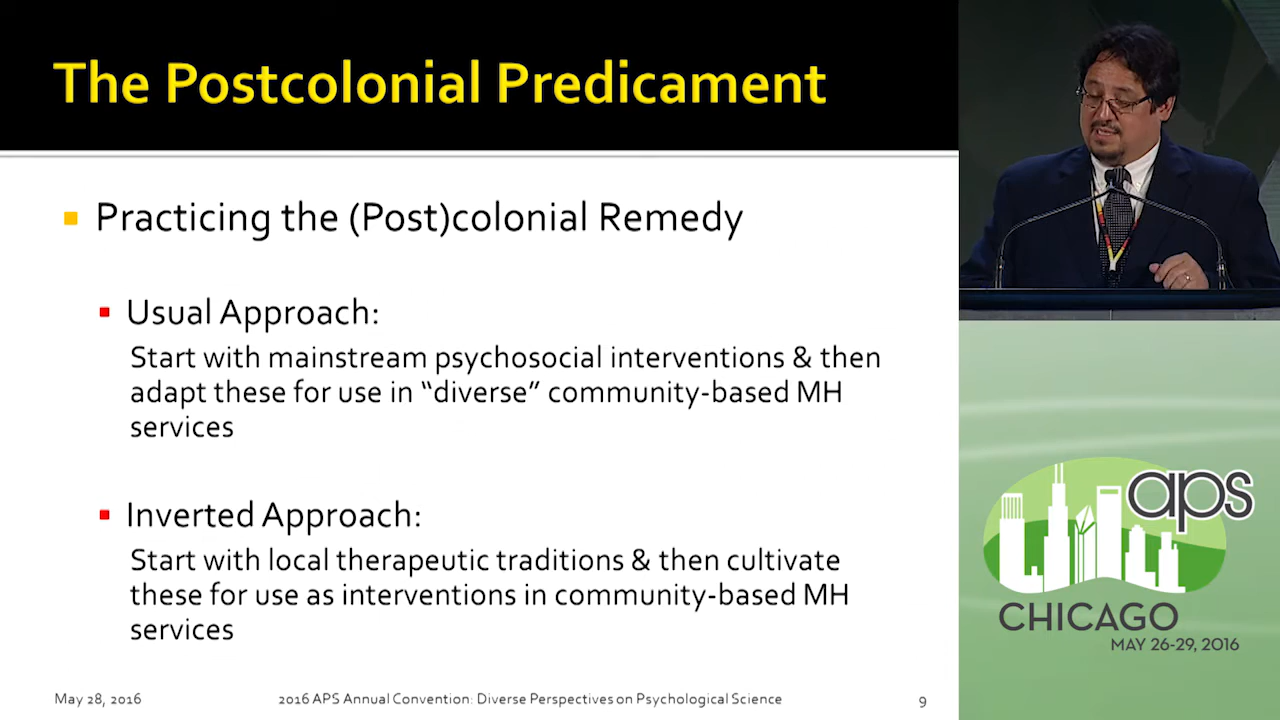 The Postcolonial Predicament
Practicing the (Post)colonial Remedy
Usual Approach:
Start with mainstream psychosocial interventions & then
adapt these for use in “diverse” community-based MH
services
Inverted Approach:
Start with local therapeutic traditions & then cultivate
these for use as interventions in community-based MH
services
May 28, 2016
2016 APS Annual Convention: Diverse Perspectives on Psychological Science
9
aps
CHICAGO
MAY 26-29, 2016